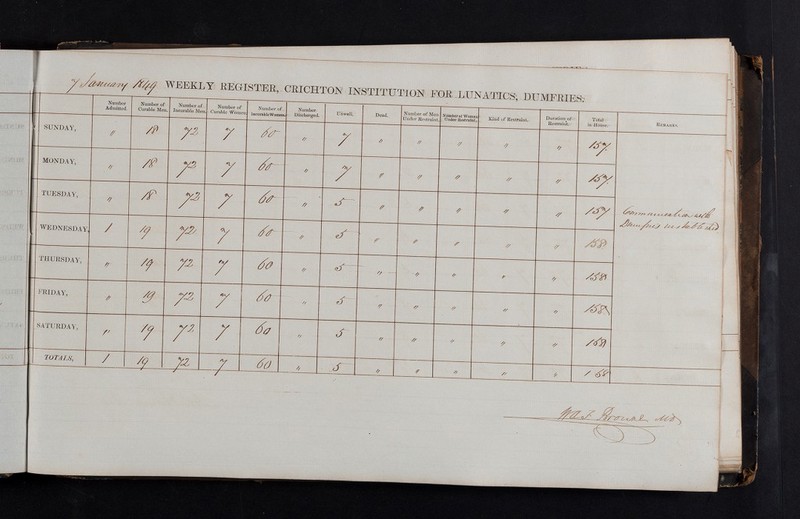 7 January 1849 WEEKLY REGISTER, CRICHTON INSTITUTION FOR LUNATICS, DUMFRIES:
Number Admitted. Number of Curable Men. Number of Incurable Men. Number of Curable Women. Number of Incurable Women. Number Discharged. Unwell. Dead. Number of Men Under Restraint. Number of Women Under Restraint. Kind of Restraint. Duration of Restraint. Total in House. REMARKS
SUNDAY, " 18 72 7 60 " 7 " " " " " 157
MONDAY, " 18 72 7 60 " 7 " " " " " 157
TUESDAY, " 18 72 7 60 " 5 " " " " " 157 Communication with
Dumfries
WEDNESDAY, 1 19 72 7 60 " 5 " " " " " 158
THURSDAY, " 19 72 7 60 " 5 " " " " " 158
FRIDAY, " 19 72 7 60 " 5 " " " " " 158
SATURDAY, " 19 72 7 60 " 5 " " " " " 158
TOTALS, 1 19 72 7 60 " 5 " " " " " 158